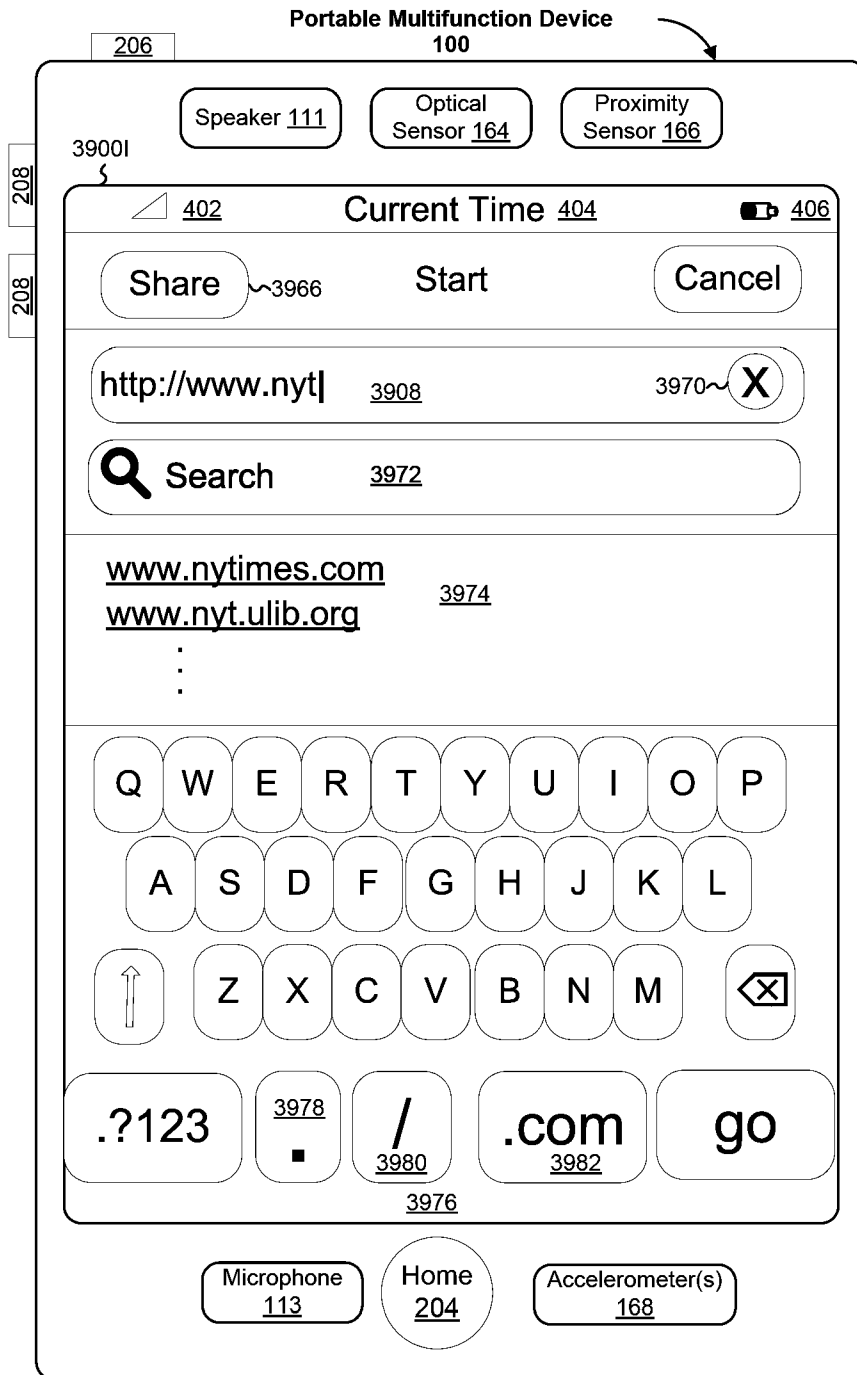 Portable Multifunction Device
100
206
Speaker 111
Optical
Sensor 164
Proximity
Sensor 166
208
208
3900I
402
Current Time 404
406
Share
3966
Start
Cancel
http://www.nyt
3908
3970
X
Search
3972
www.nytimes.com
www.nyt.ulib.org
3974
Q W E R T Y U I O P
A S D F G H J K L
Z X C V B N M
.?123
3978
.
/
3980
.com
3982
go
3976
Microphone
113
Home
204
Accelerometer(s)
168